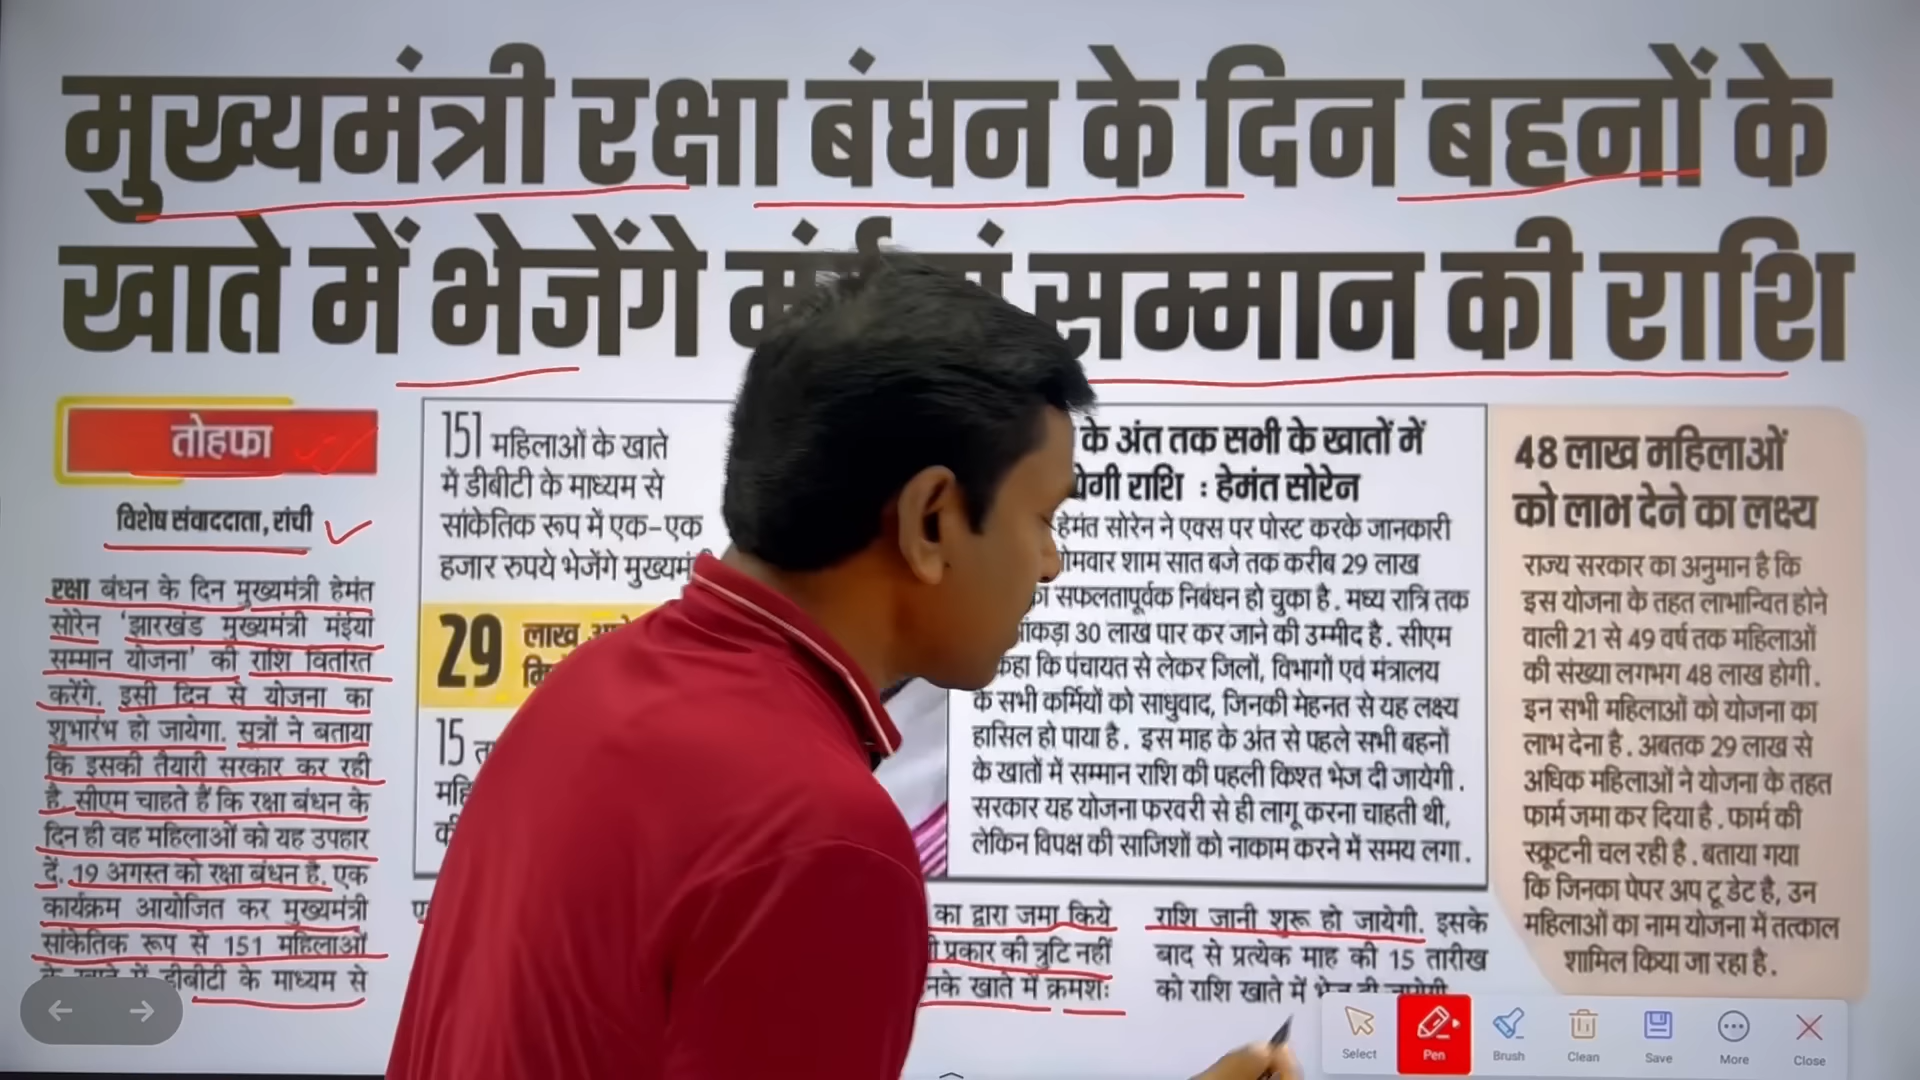 मुख्यमंत्री रक्षा बंधन के दिन बहनों के
खाते में भेजेंगे सम्मान की राशि
तोहफा
विशेष संवाददाता, रांची
रक्षा बंधन के दिन मुख्यमंत्री हेमंत
सोरेन 'झारखंड मुख्यमंत्री मंईयां
सम्मान योजना' की राशि वितरित
करेंगे. इसी दिन से योजना का
शुभारंभ हो जायेगा. सूत्रों ने बताया
कि इसकी तैयारी सरकार कर रही
है. सीएम चाहते हैं कि रक्षा बंधन के
दिन ही वह महिलाओं को यह उपहार
दें. 19 अगस्त को रक्षा बंधन है. एक
कार्यक्रम आयोजित कर मुख्यमंत्री
सांकेतिक रूप से 151 महिलाओं
के खाते में डीबीटी के माध्यम से
151 महिलाओं के खाते
में डीबीटी के माध्यम से
सांकेतिक रूप में एक-एक
हजार रुपये भेजेंगे
29 लाख
15
के अंत तक सभी के खातों में
राशि : हेमंत सोरेन
हेमंत सोरेन ने एक्स पर पोस्ट करके जानकारी
शाम सात बजे तक करीब 29 लाख
का सफलतापूर्वक निबंधन हो चुका है. मध्य रात्रि तक
30 लाख पार कर जाने की उम्मीद है. सीएम
कहा कि पंचायत से लेकर जिलों, विभागों एवं मंत्रालय
के सभी कर्मियों को साधुवाद, जिनकी मेहनत से यह लक्ष्य
हासिल हो पाया है. इस माह के अंत से पहले सभी बहनों
के खातों में सम्मान राशि की पहली किश्त भेज दी जायेगी.
सरकार यह योजना फरवरी से ही लागू करना चाहती थी,
लेकिन विपक्ष की साजिशों को नाकाम करने में समय लगा.
का द्वारा जमा किये
प्रकार की त्रुटि नहीं
खाते में क्रमशः
राशि जानी शुरू हो जायेगी. इसके
बाद से प्रत्येक माह की 15 तारीख
को राशि खाते में
48 लाख महिलाओं
को लाभ देने का लक्ष्य
राज्य सरकार का अनुमान है कि
इस योजना के तहत लाभान्वित होने
वाली 21 से 49 वर्ष तक महिलाओं
की संख्या लगभग 48 लाख होगी.
इन सभी महिलाओं को योजना का
लाभ देना है. अबतक 29 लाख से
अधिक महिलाओं ने योजना के तहत
फार्म जमा कर दिया है. फार्म की
स्क्रूटनी चल रही है. बताया गया
कि जिनका पेपर अप टू डेट है, उन
महिलाओं का नाम योजना में तत्काल
शामिल किया जा रहा है.
Select Pen Brush Clean Save More Close